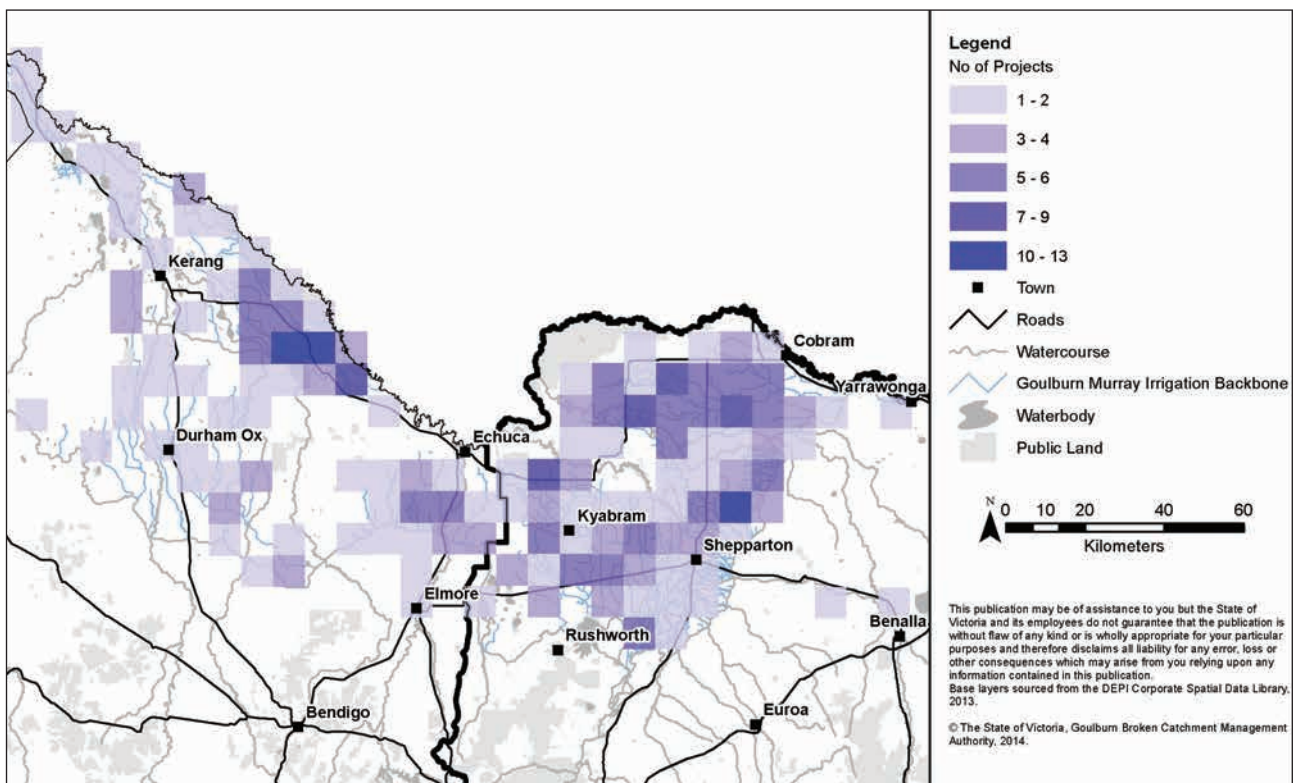 Kerang
Cobram
Yarrawonga
Durham Ox
Echuca
Kyabram
Shepparton
Elmore
Rushworth
Benalla
Bendigo
Euroa
Legend
No of Projects
1 - 2
3 - 4
5 - 6
7 - 9
10 - 13
Town
Roads
Watercourse
Goulburn Murray Irrigation Backbone
Waterbody
Public Land
N
0 10 20 40 60
Kilometers
This publication may be of assistance to you but the State of
Victoria and its employees do not guarantee that the publication is
without flaw of any kind or is wholly appropriate for your particular
purposes and therefore disclaims all liability for any error, loss or
other consequences which may arise from you relying upon any
information contained in this publication.
Base layers sourced from the DEPI Corporate Spatial Data Library,
2013.
© The State of Victoria, Goulburn Broken Catchment Management
Authority, 2014.